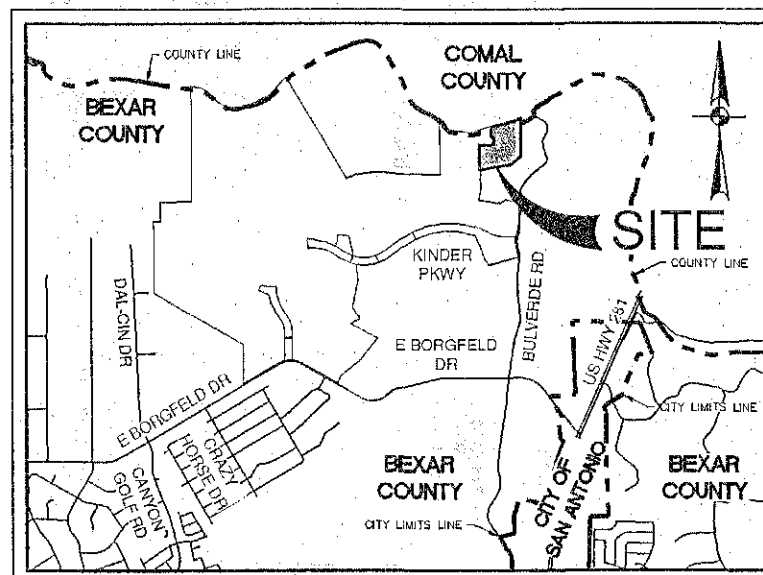 COUNTY LINE
COMAL
COUNTY
BEXAR
COUNTY
SITE
COUNTY LINE
KINDER
PKWY
BULVERDE RD.
DAL-CIN DR
US HWY 281
E BORGFELD
DR
E BORGFELD DR
CITY LIMITS LINE
CRAZY
HORSE DR
CANYON
GOLF RD
BEXAR
COUNTY
CITY OF
SAN ANTONIO
BEXAR
COUNTY
CITY LIMITS LINE